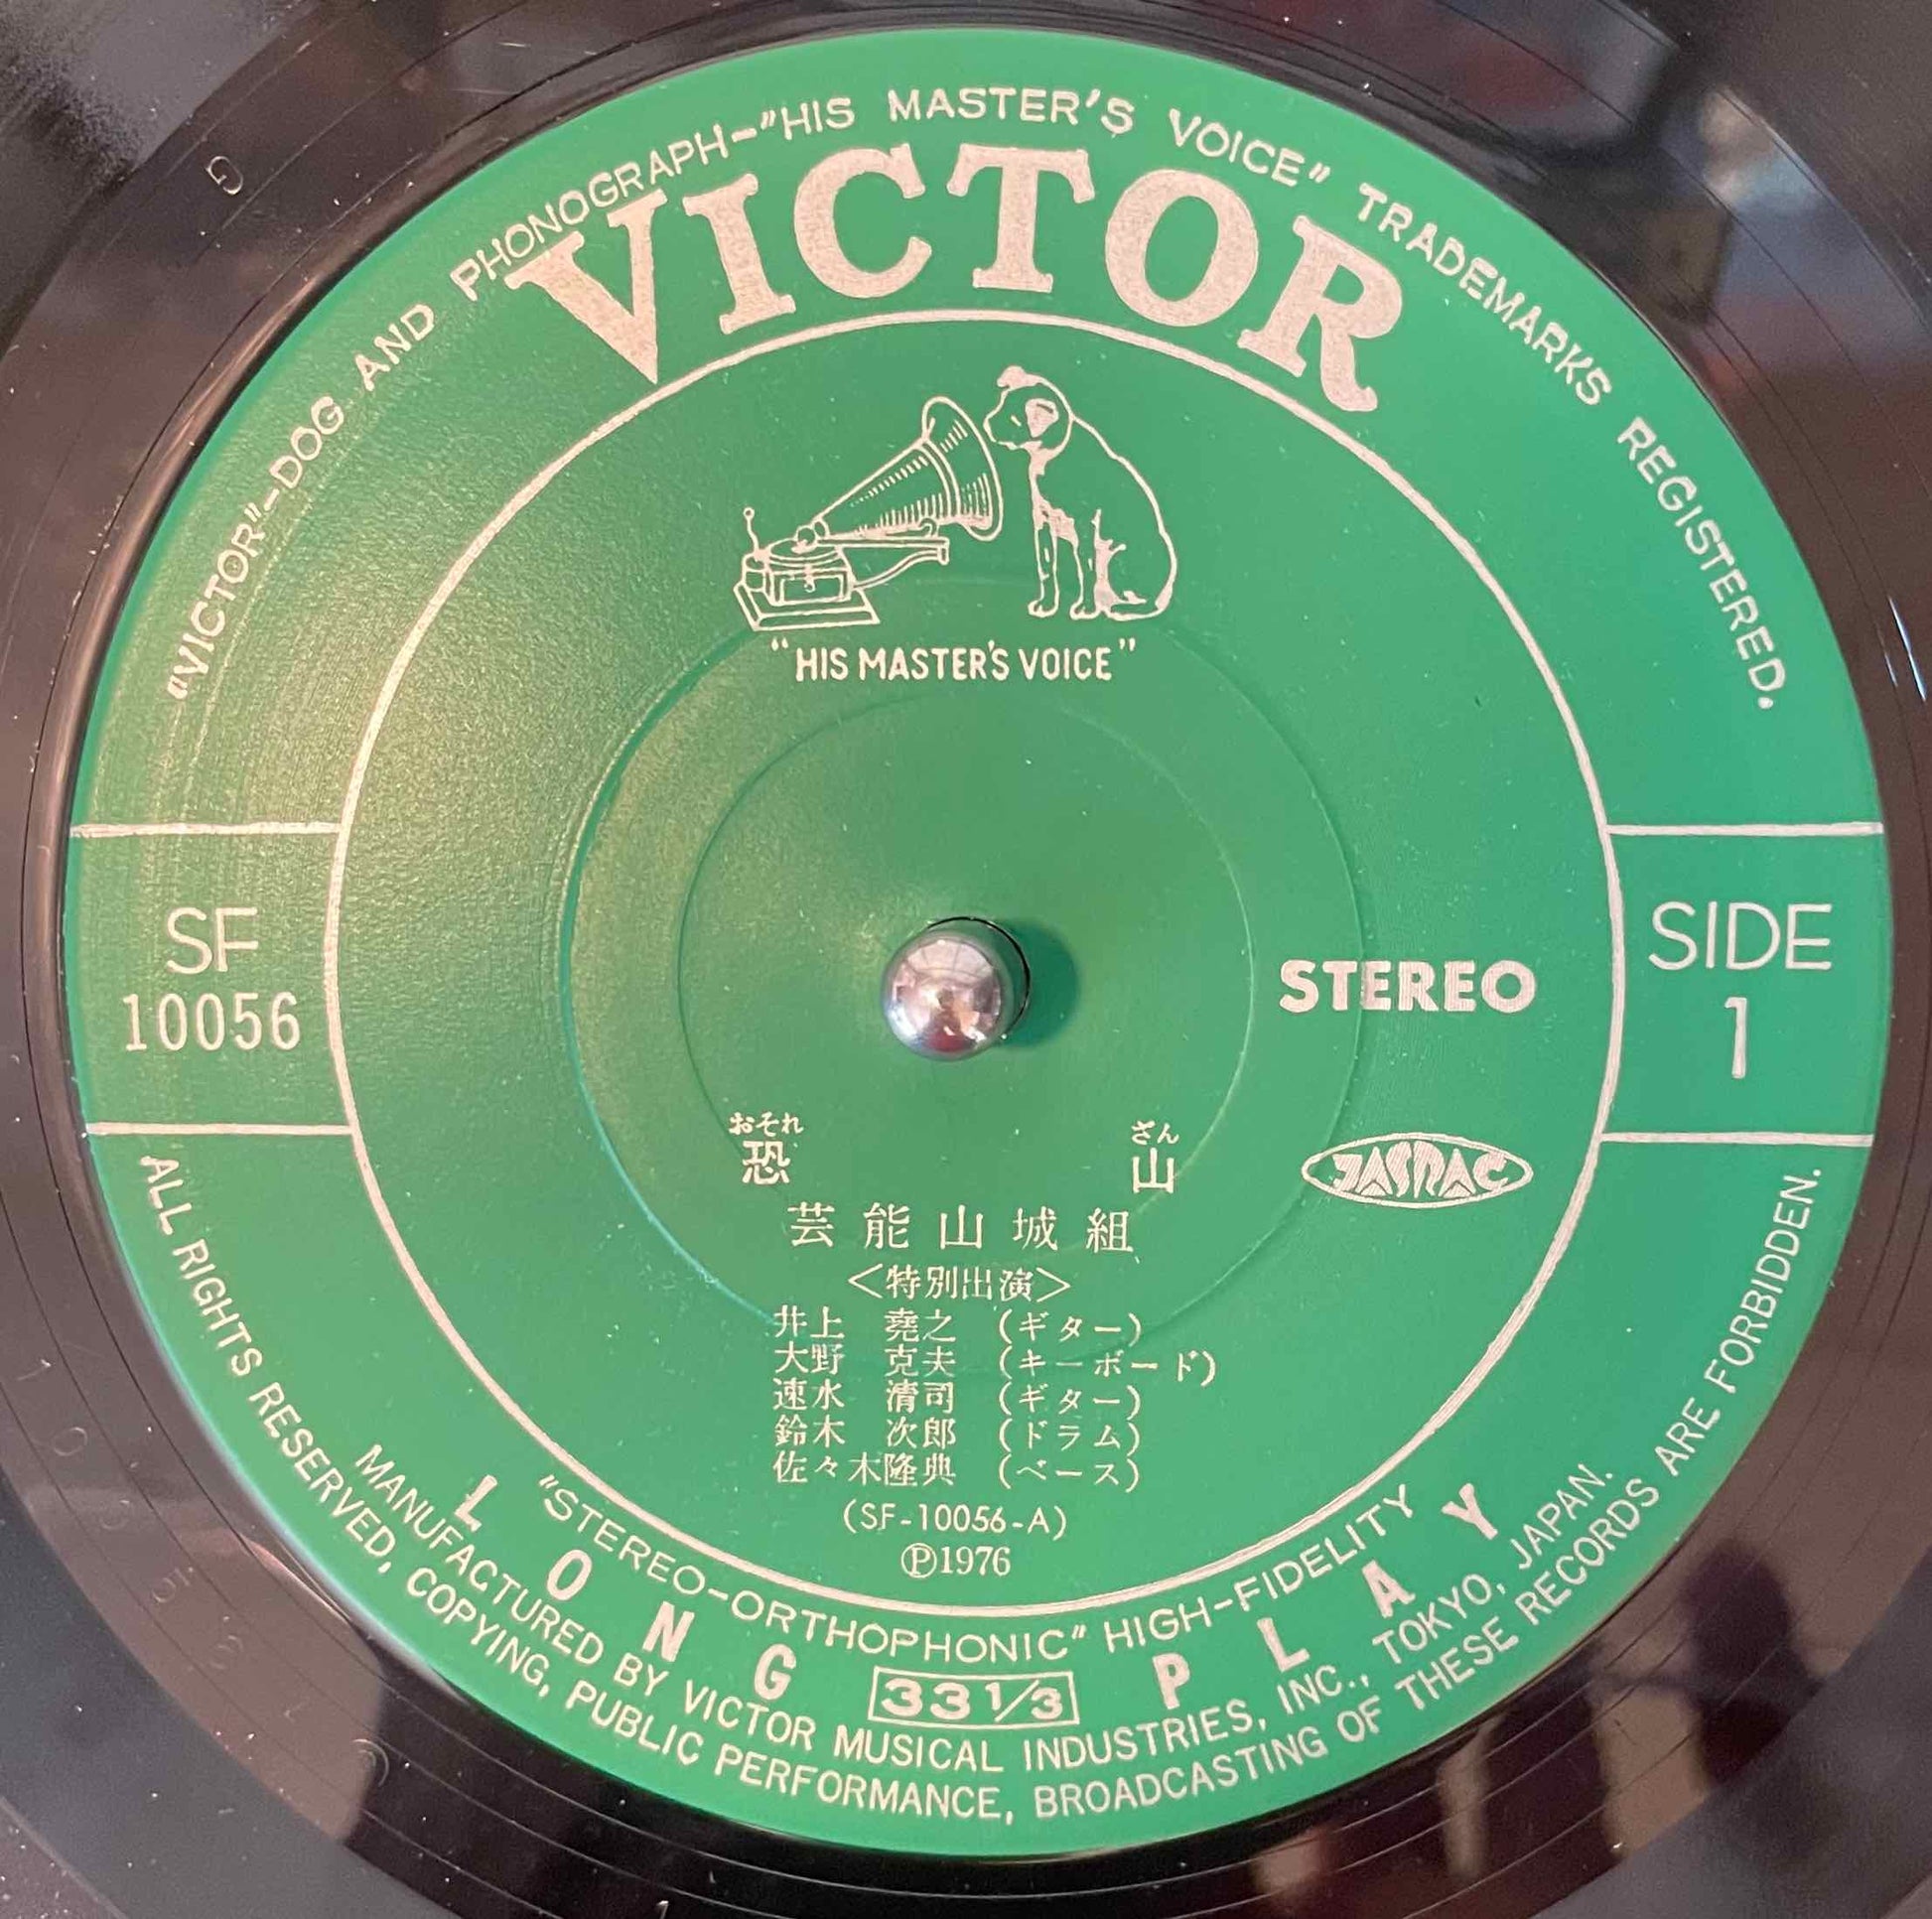 "VICTOR"-DOG AND PHONOGRAPH-"HIS MASTER'S VOICE" TRADEMARKS REGISTERED.
VICTOR
"HIS MASTER'S VOICE"
SF
10056
STEREO
SIDE
1
おそれ ざん
恐 山
JASRAC
芸能山城組
<特別出演>
井上 堯之 (ギター)
大野 克夫 (キーボード)
速水 清司 (ギター)
鈴木 次郎 (ドラム)
佐々木隆典 (ベース)
(SF-10056-A)
Ⓟ1976
"STEREO-ORTHOPHONIC" HIGH-FIDELITY
LONG 33 1/3 PLAY
MANUFACTURED BY VICTOR MUSICAL INDUSTRIES, INC., TOKYO, JAPAN.
ALL RIGHTS RESERVED, COPYING, PUBLIC PERFORMANCE, BROADCASTING OF THESE RECORDS ARE FORBIDDEN.